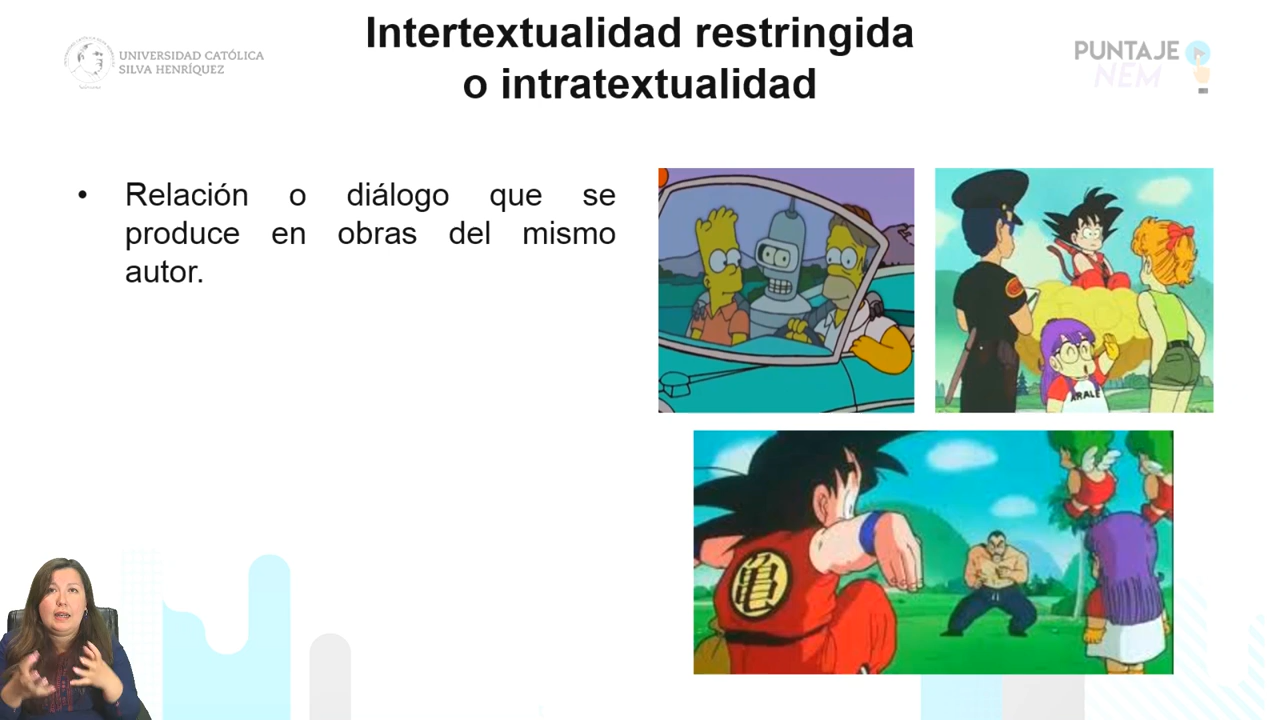 Intertextualidad restringida
o intratextualidad
UNIVERSIDAD CATÓLICA
SILVA HENRÍQUEZ
PUNTAJE
NEM
• Relación o diálogo que se
produce en obras del mismo
autor.
ARALE
亀